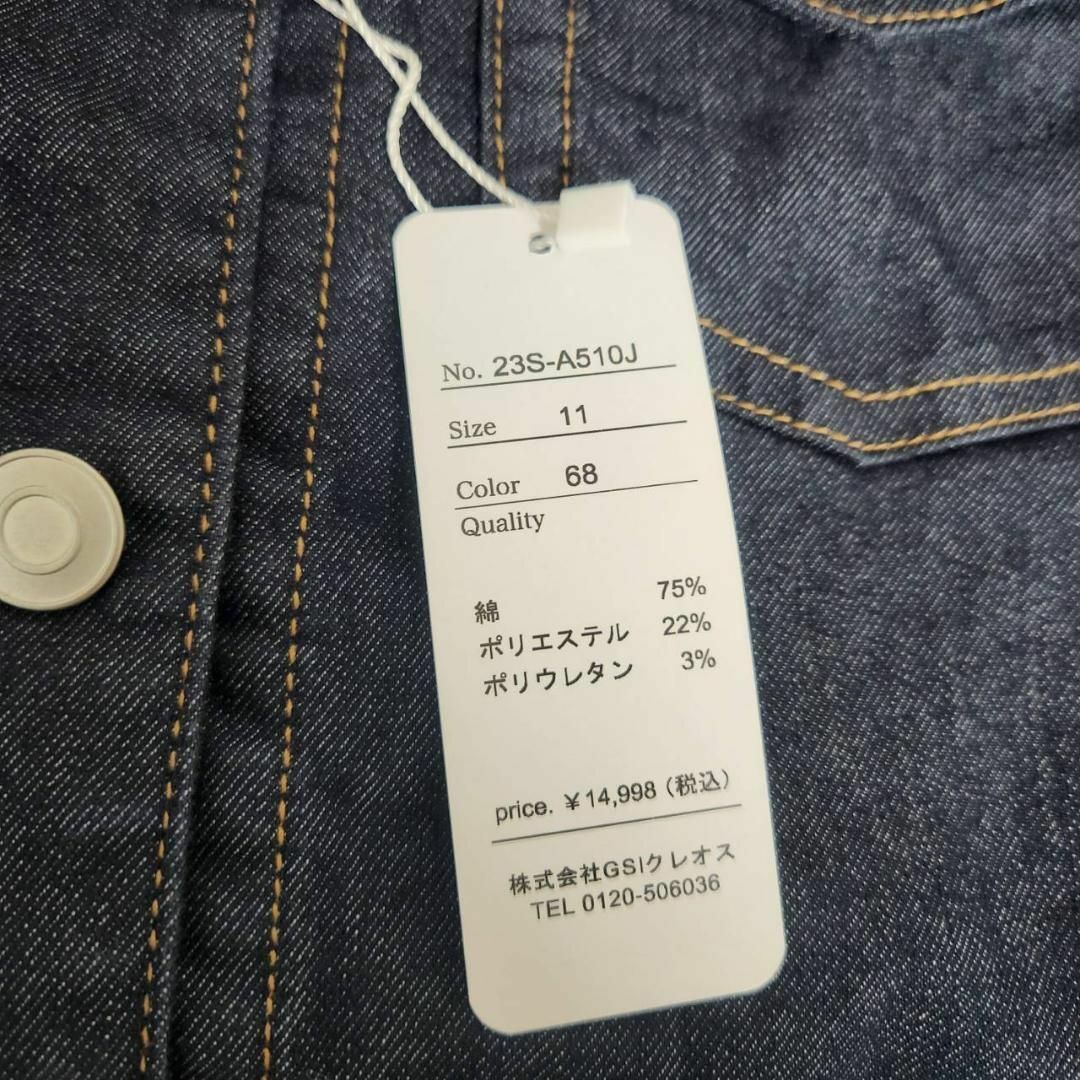 No. 23S-A510J
Size 11
Color 68
Quality
綿 75%
ポリエステル 22%
ポリウレタン 3%
price. ¥14,998（税込）
株式会社GSIクレオス
TEL 0120-506036